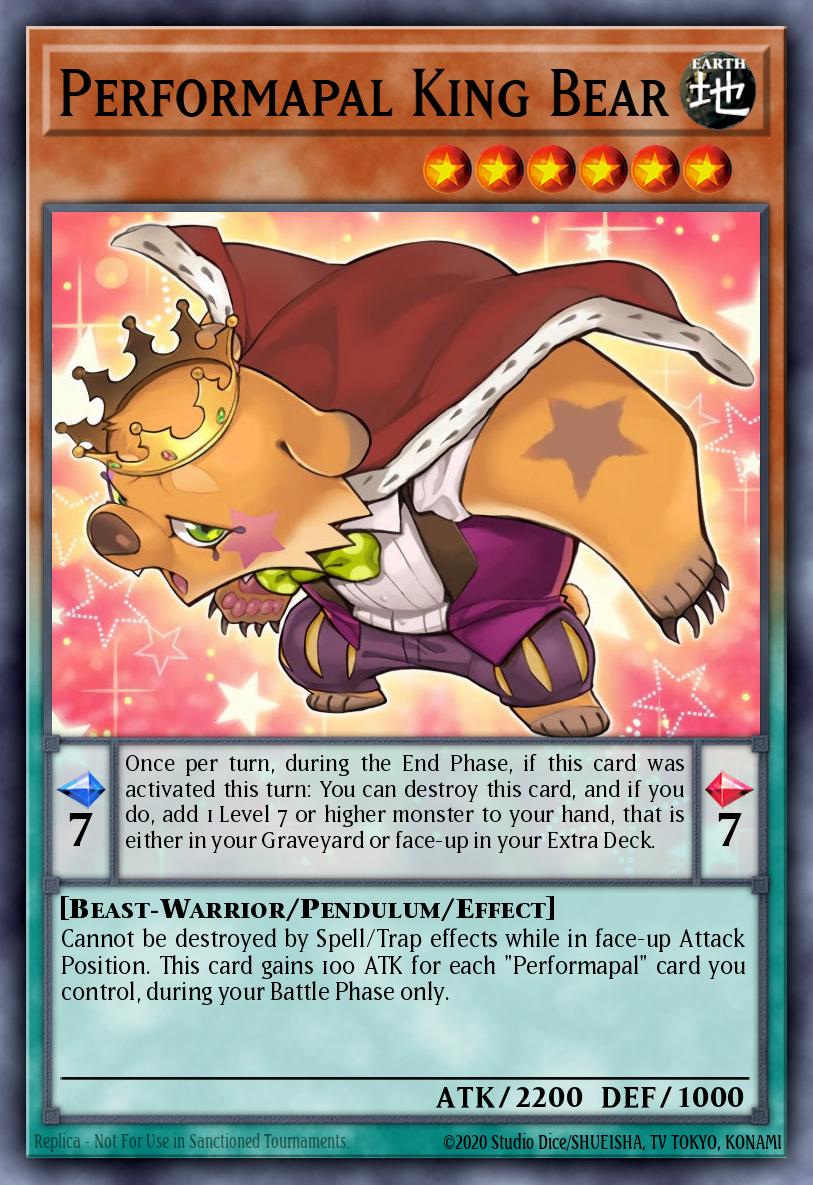 Performapal King Bear
EARTH
地
Once per turn, during the End Phase, if this card was
activated this turn: You can destroy this card, and if you
do, add 1 Level 7 or higher monster to your hand, that is
either in your Graveyard or face-up in your Extra Deck.
7
7
[Beast-Warrior/Pendulum/Effect]
Cannot be destroyed by Spell/Trap effects while in face-up Attack
Position. This card gains 100 ATK for each "Performapal" card you
control, during your Battle Phase only.
ATK/2200 DEF/1000
Replica - Not For Use in Sanctioned Tournaments.
©2020 Studio Dice/SHUEISHA, TV TOKYO, KONAMI